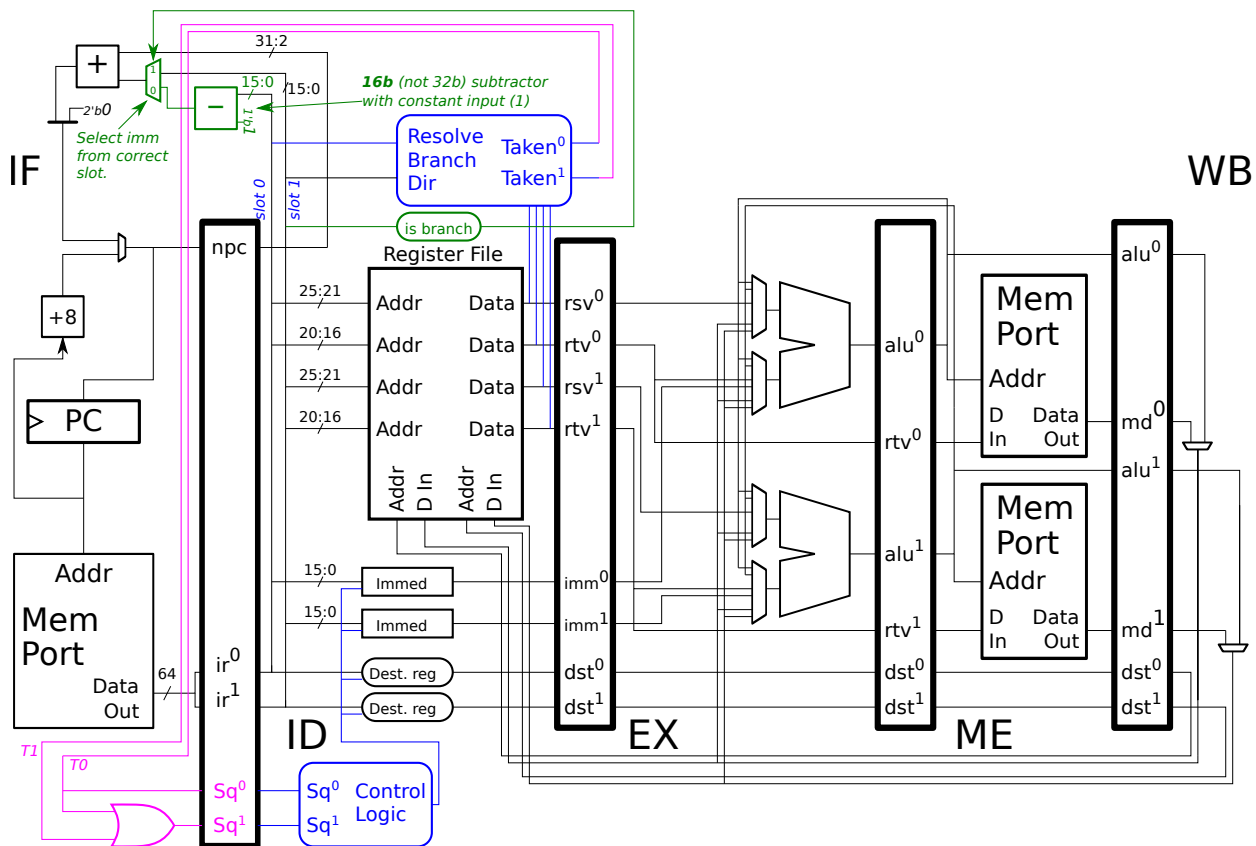 31:2
+
1
0
15:0
15:0
16b (not 32b) subtractor
with constant input (1)
2'b0
−
1'b1
Select imm
from correct
slot.
IF
Resolve
Branch
Dir
Taken0
Taken1
WB
slot 0
slot 1
is branch
npc
Register File
+8
PC
25:21
Addr
Data
rsv0
20:16
Addr
Data
rtv0
25:21
Addr
Data
rsv1
20:16
Addr
Data
rtv1
Addr
D In
Addr
D In
alu0
rtv0
alu1
rtv1
Mem
Port
Addr
D
In
Data
Out
Mem
Port
Addr
D
In
Data
Out
alu0
md0
alu1
md1
Addr
Mem
Port
Data
Out
64
ir0
ir1
15:0
Immed
imm0
15:0
Immed
imm1
Dest. reg
dst0
dst0
dst0
Dest. reg
dst1
dst1
dst1
ID
EX
ME
T1
T0
Sq0
Sq1
Sq0
Sq1
Control
Logic